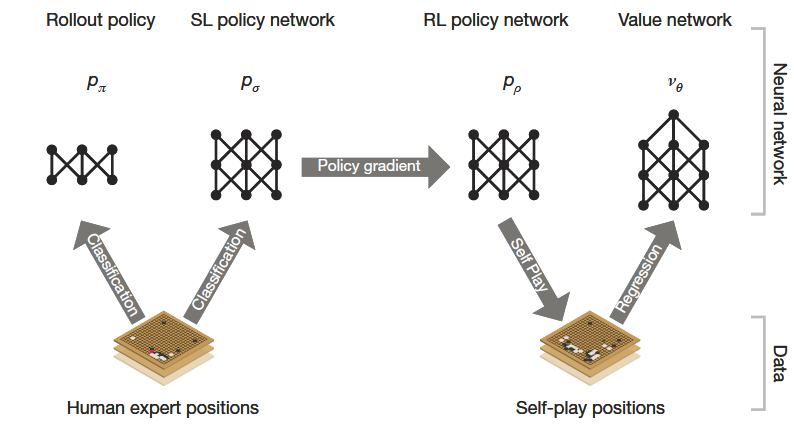 Rollout policy
SL policy network
RL policy network
Value network
pπ
pσ
pρ
νθ
Neural network
Policy gradient
Classification
Classification
Self Play
Regression
Data
Human expert positions
Self-play positions